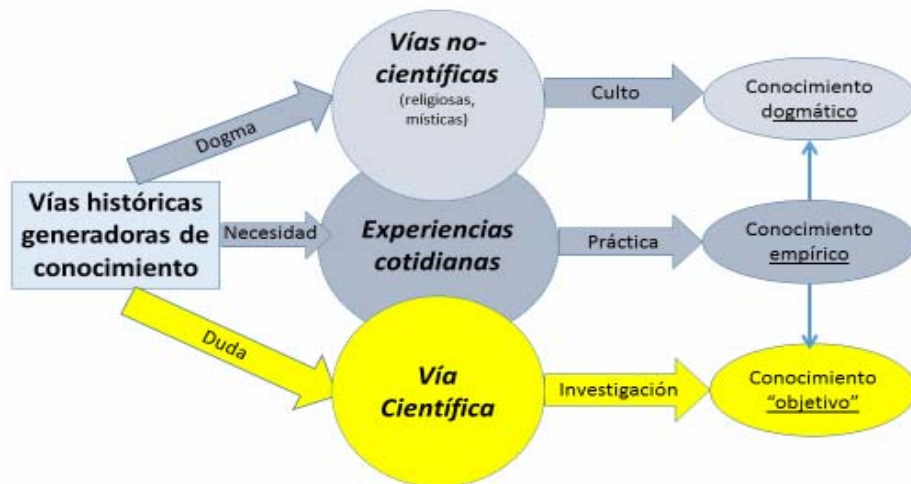 Vías históricas
generadoras de
conocimiento
Dogma
Vías no-
científicas
(religiosas,
místicas)
Culto
Conocimiento
dogmático
Necesidad
Experiencias
cotidianas
Práctica
Conocimiento
empírico
Duda
Vía
Científica
Investigación
Conocimiento
“objetivo”